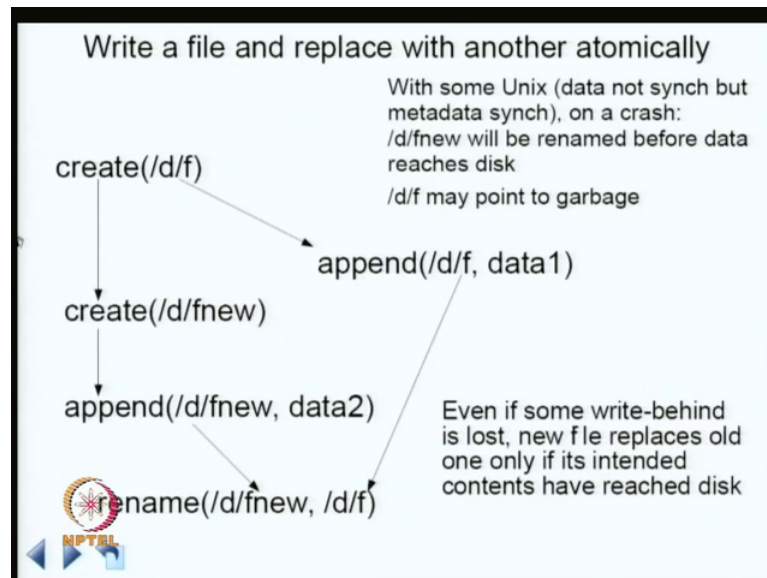 Write a file and replace with another atomically
With some Unix (data not synch but
metadata synch), on a crash:
/d/fnew will be renamed before data
reaches disk
/d/f may point to garbage
create(/d/f)
append(/d/f, data1)
create(/d/fnew)
append(/d/fnew, data2)
Even if some write-behind
is lost, new f le replaces old
one only if its intended
contents have reached disk
rename(/d/fnew, /d/f)
NPTEL